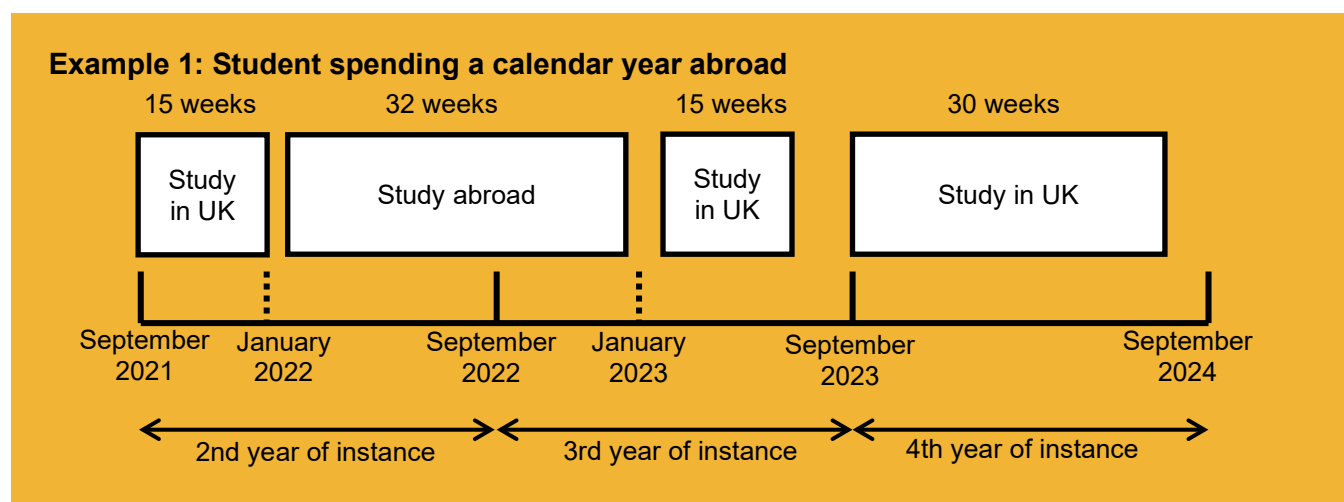 Example 1: Student spending a calendar year abroad
15 weeks
32 weeks
15 weeks
30 weeks
Study
in UK
Study abroad
Study
in UK
Study in UK
September
2021
January
2022
September
2022
January
2023
September
2023
September
2024
2nd year of instance
3rd year of instance
4th year of instance